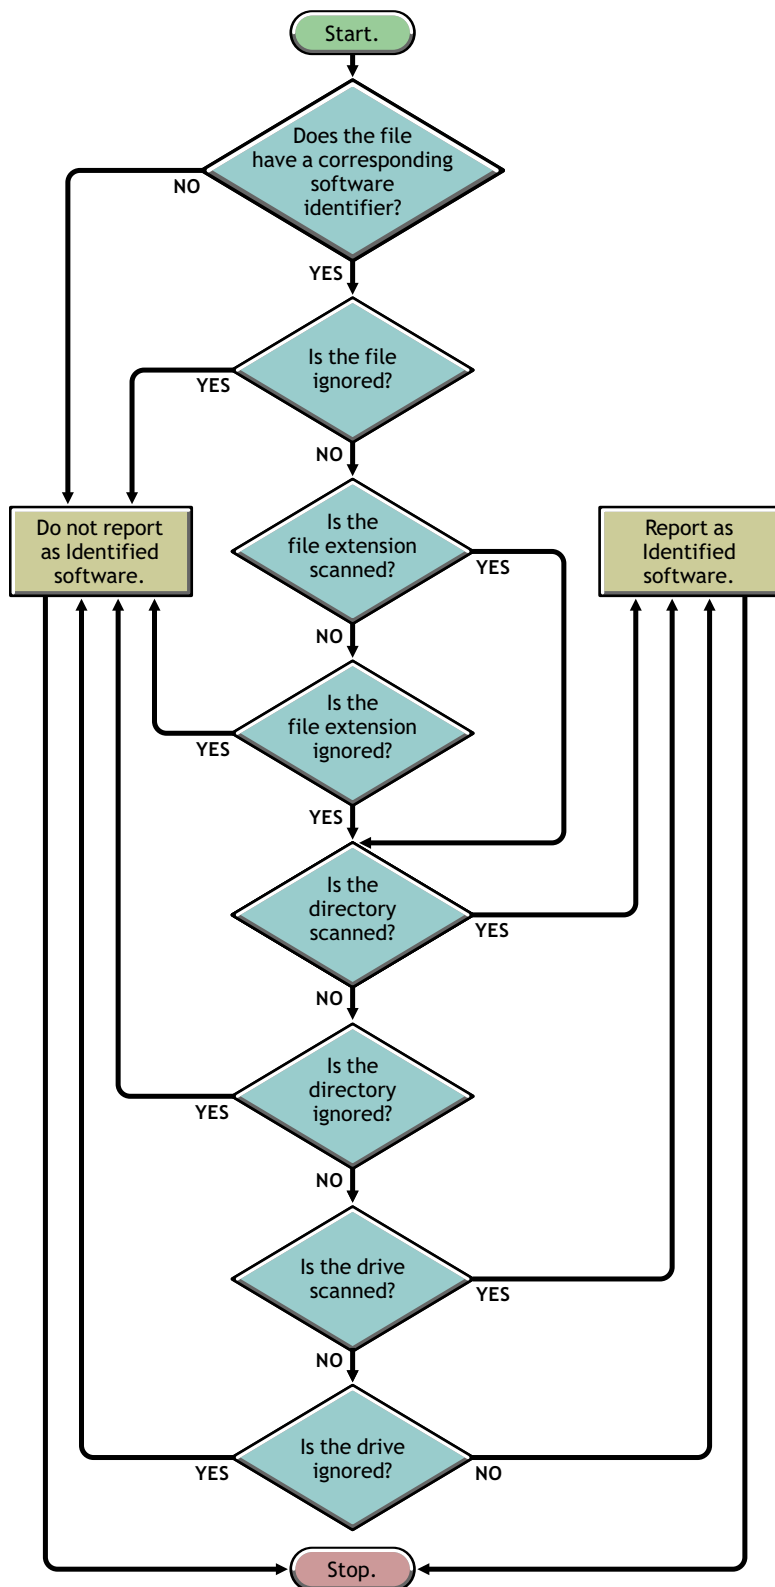 Start.
Does the file
have a corresponding
software
identifier?
NO
YES
Is the file
ignored?
YES
NO
Do not report
as Identified
software.
Is the
file extension
scanned?
YES
Report as
Identified
software.
NO
Is the
file extension
ignored?
YES
YES
Is the
directory
scanned?
YES
NO
Is the
directory
ignored?
YES
NO
Is the drive
scanned?
YES
NO
Is the drive
ignored?
YES
NO
Stop.